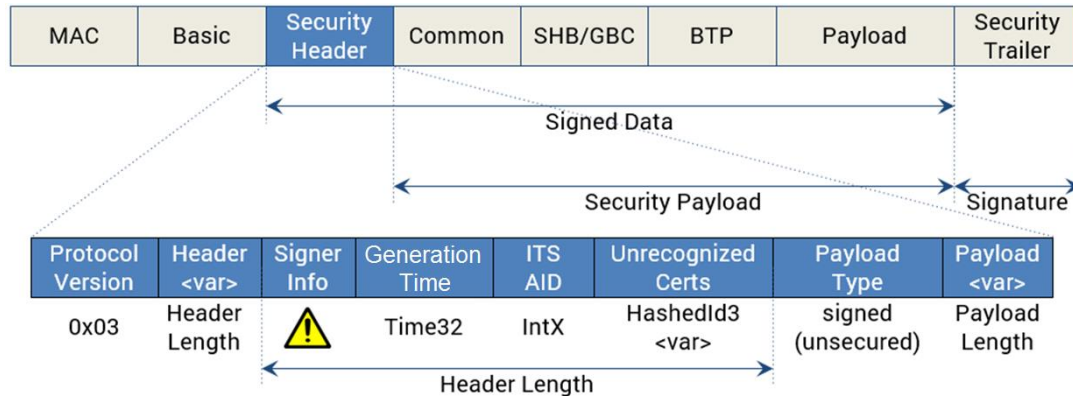 MAC Basic Security Header Common SHB/GBC BTP Payload Security Trailer
Signed Data
Security Payload Signature
Protocol Version Header <var> Signer Info Generation Time ITS AID Unrecognized Certs Payload Type Payload <var>
0x03 Header Length Time32 IntX HashedId3 <var> signed (unsecured) Payload Length
Header Length